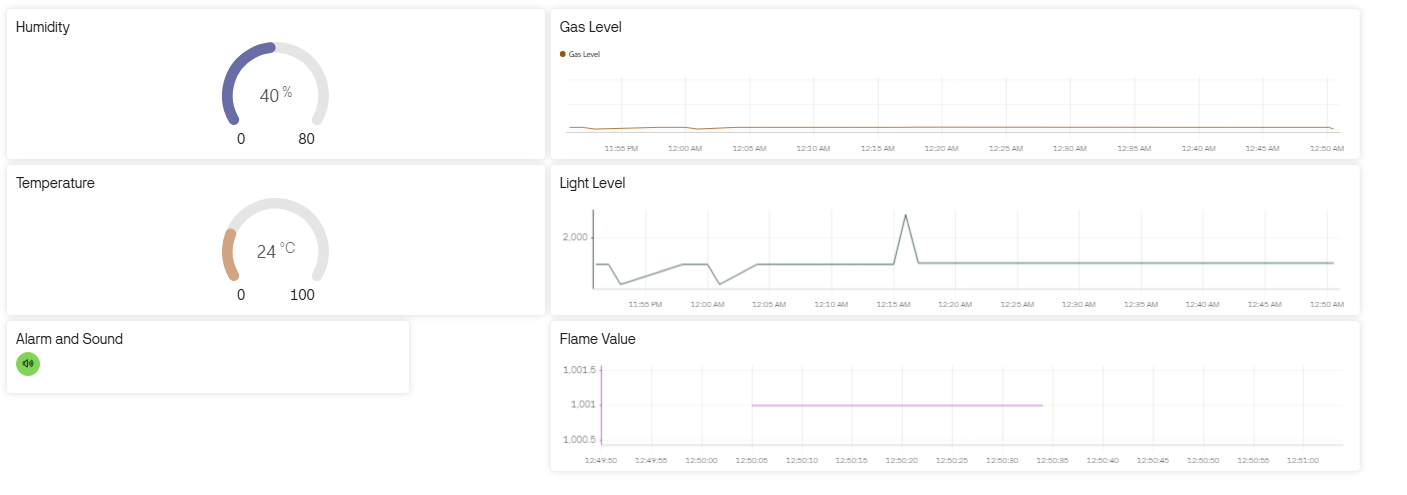 Humidity
40 %
0 80
Gas Level
Gas Level
11:55 PM 12:00 AM 12:05 AM 12:10 AM 12:15 AM 12:20 AM 12:25 AM 12:30 AM 12:35 AM 12:40 AM 12:45 AM 12:50 AM
Temperature
24 °C
0 100
Light Level
2,000
11:55 PM 12:00 AM 12:05 AM 12:10 AM 12:15 AM 12:20 AM 12:25 AM 12:30 AM 12:35 AM 12:40 AM 12:45 AM 12:50 AM
Alarm and Sound
Flame Value
1,001.5
1,001
1,000.5
12:49:50 12:49:55 12:50:00 12:50:05 12:50:10 12:50:15 12:50:20 12:50:25 12:50:30 12:50:35 12:50:40 12:50:45 12:50:50 12:50:55 12:51:00